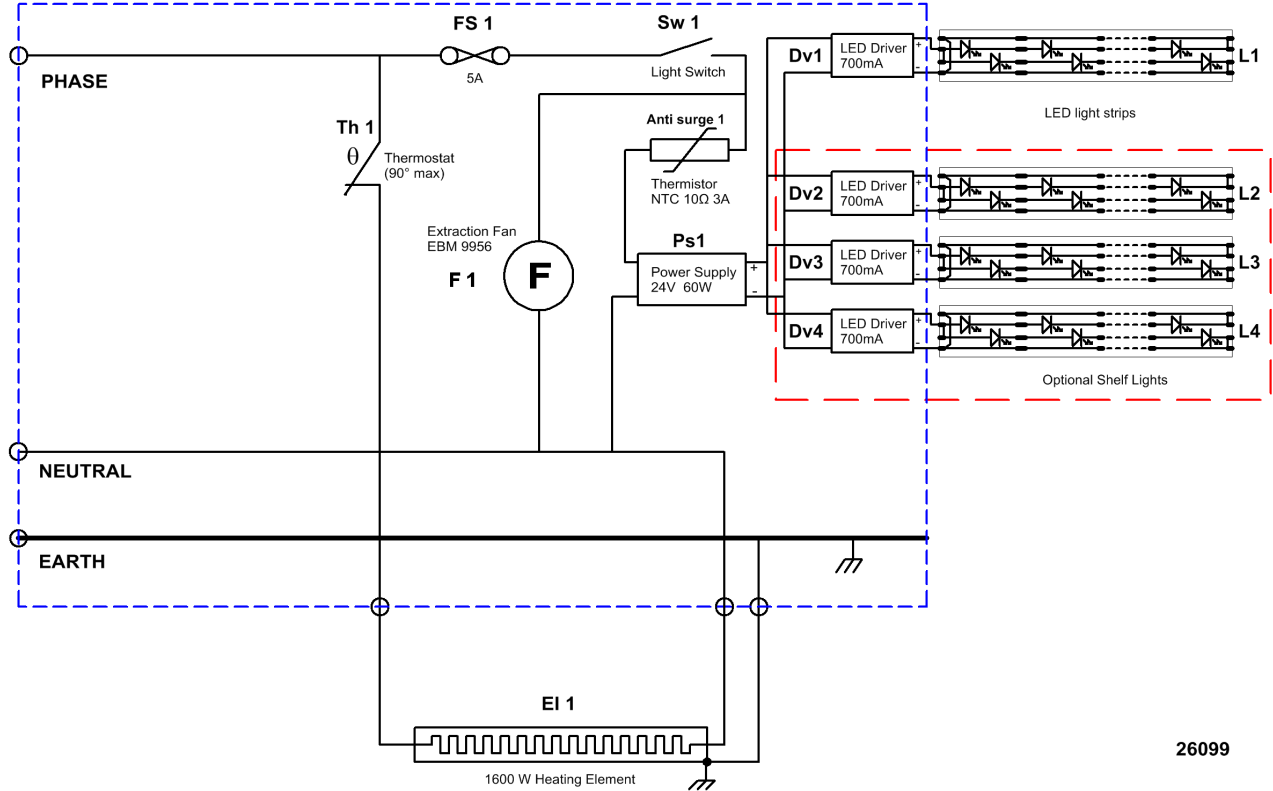 FS 1
5A
Sw 1
Light Switch
PHASE
Th 1
θ
Thermostat
(90° max)
Anti surge 1
Thermistor
NTC 10Ω 3A
Extraction Fan
EBM 9956
F 1
F
Ps1
Power Supply
24V 60W
+
-
Dv1
LED Driver
700mA
+
-
L1
LED light strips
Dv2
LED Driver
700mA
+
-
L2
Dv3
LED Driver
700mA
+
-
L3
Dv4
LED Driver
700mA
+
-
L4
Optional Shelf Lights
NEUTRAL
EARTH
El 1
1600 W Heating Element
26099